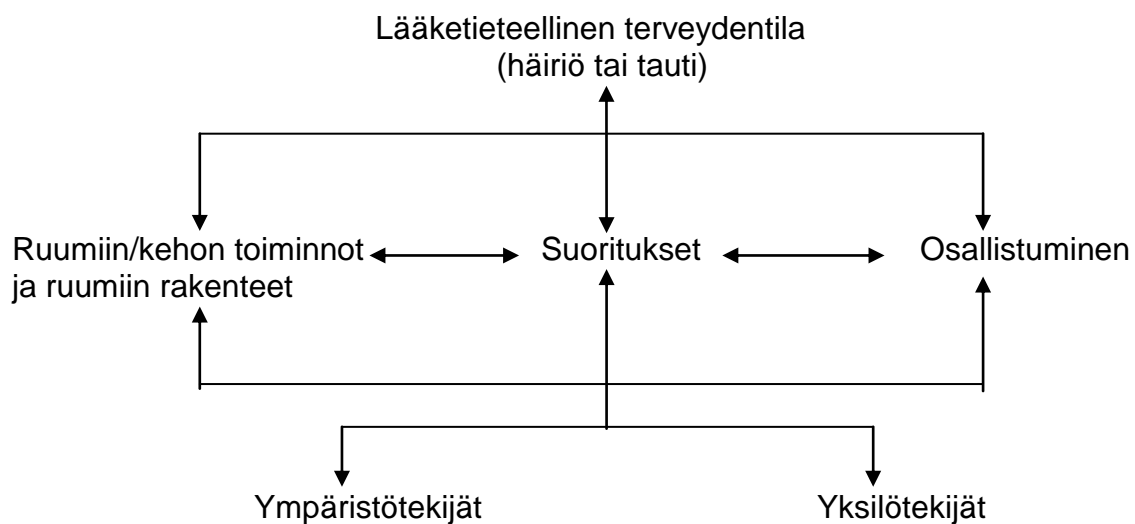 Lääketieteellinen terveydentila
(häiriö tai tauti)
Ruumiin/kehon toiminnot
ja ruumiin rakenteet
Suoritukset
Osallistuminen
Ympäristötekijät
Yksilötekijät